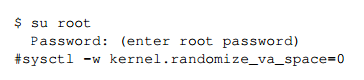 $ su root
Password: (enter root password)
#sysctl -w kernel.randomize_va_space=0